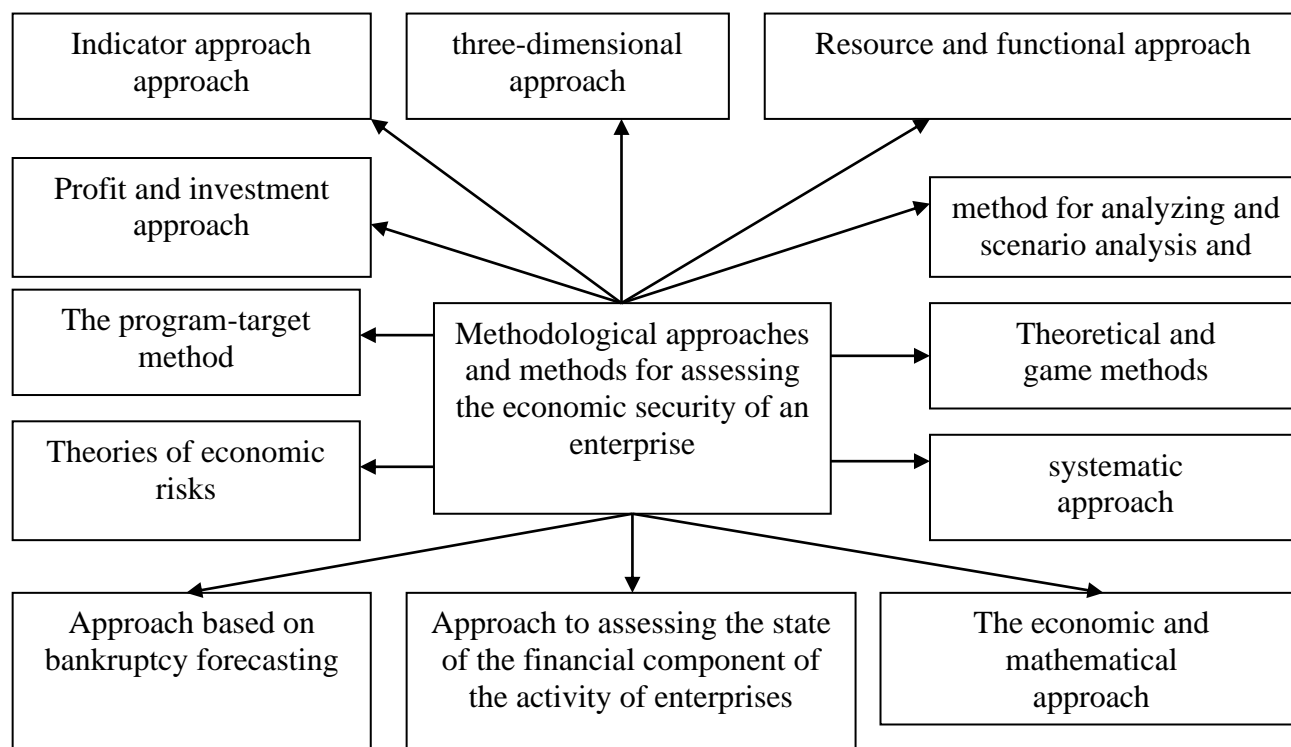 Indicator approach
approach
three-dimensional
approach
Resource and functional approach
Profit and investment
approach
method for analyzing and
scenario analysis and
The program-target
method
Methodological approaches
and methods for assessing
the economic security of an
enterprise
Theoretical and
game methods
Theories of economic
risks
systematic
approach
Approach based on
bankruptcy forecasting
Approach to assessing the state
of the financial component of
the activity of enterprises
The economic and
mathematical
approach